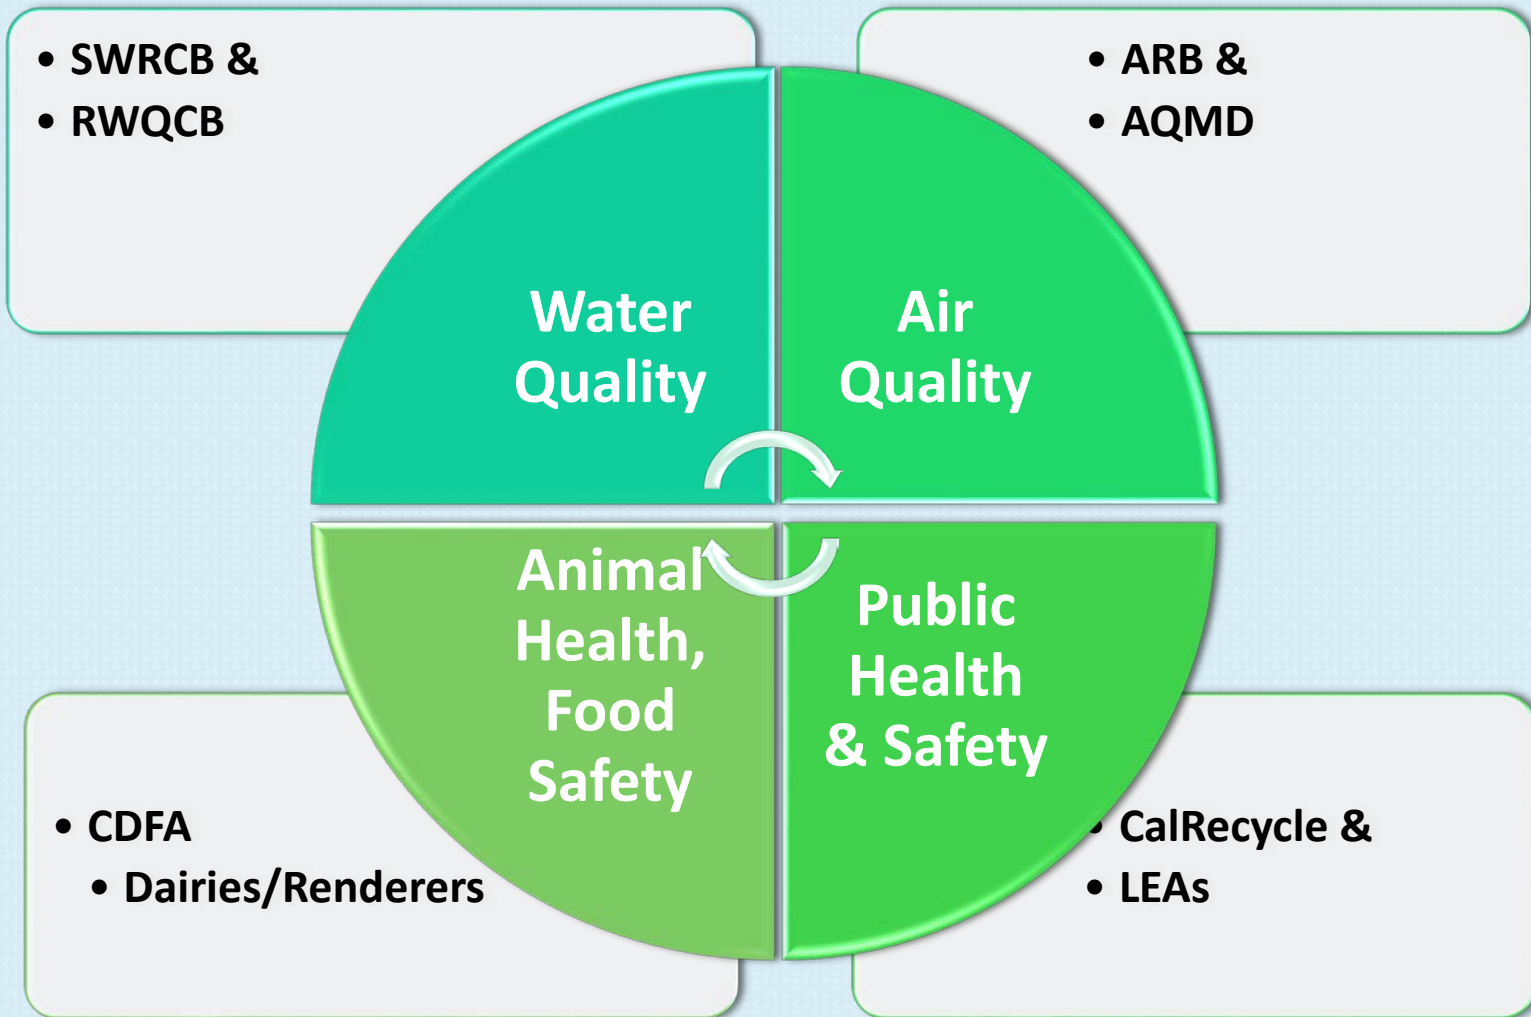 • SWRCB &
• RWQCB
• ARB &
• AQMD
Water
Quality
Air
Quality
Animal
Health,
Food
Safety
Public
Health
& Safety
• CDFA
• Dairies/Renderers
• CalRecycle &
• LEAs